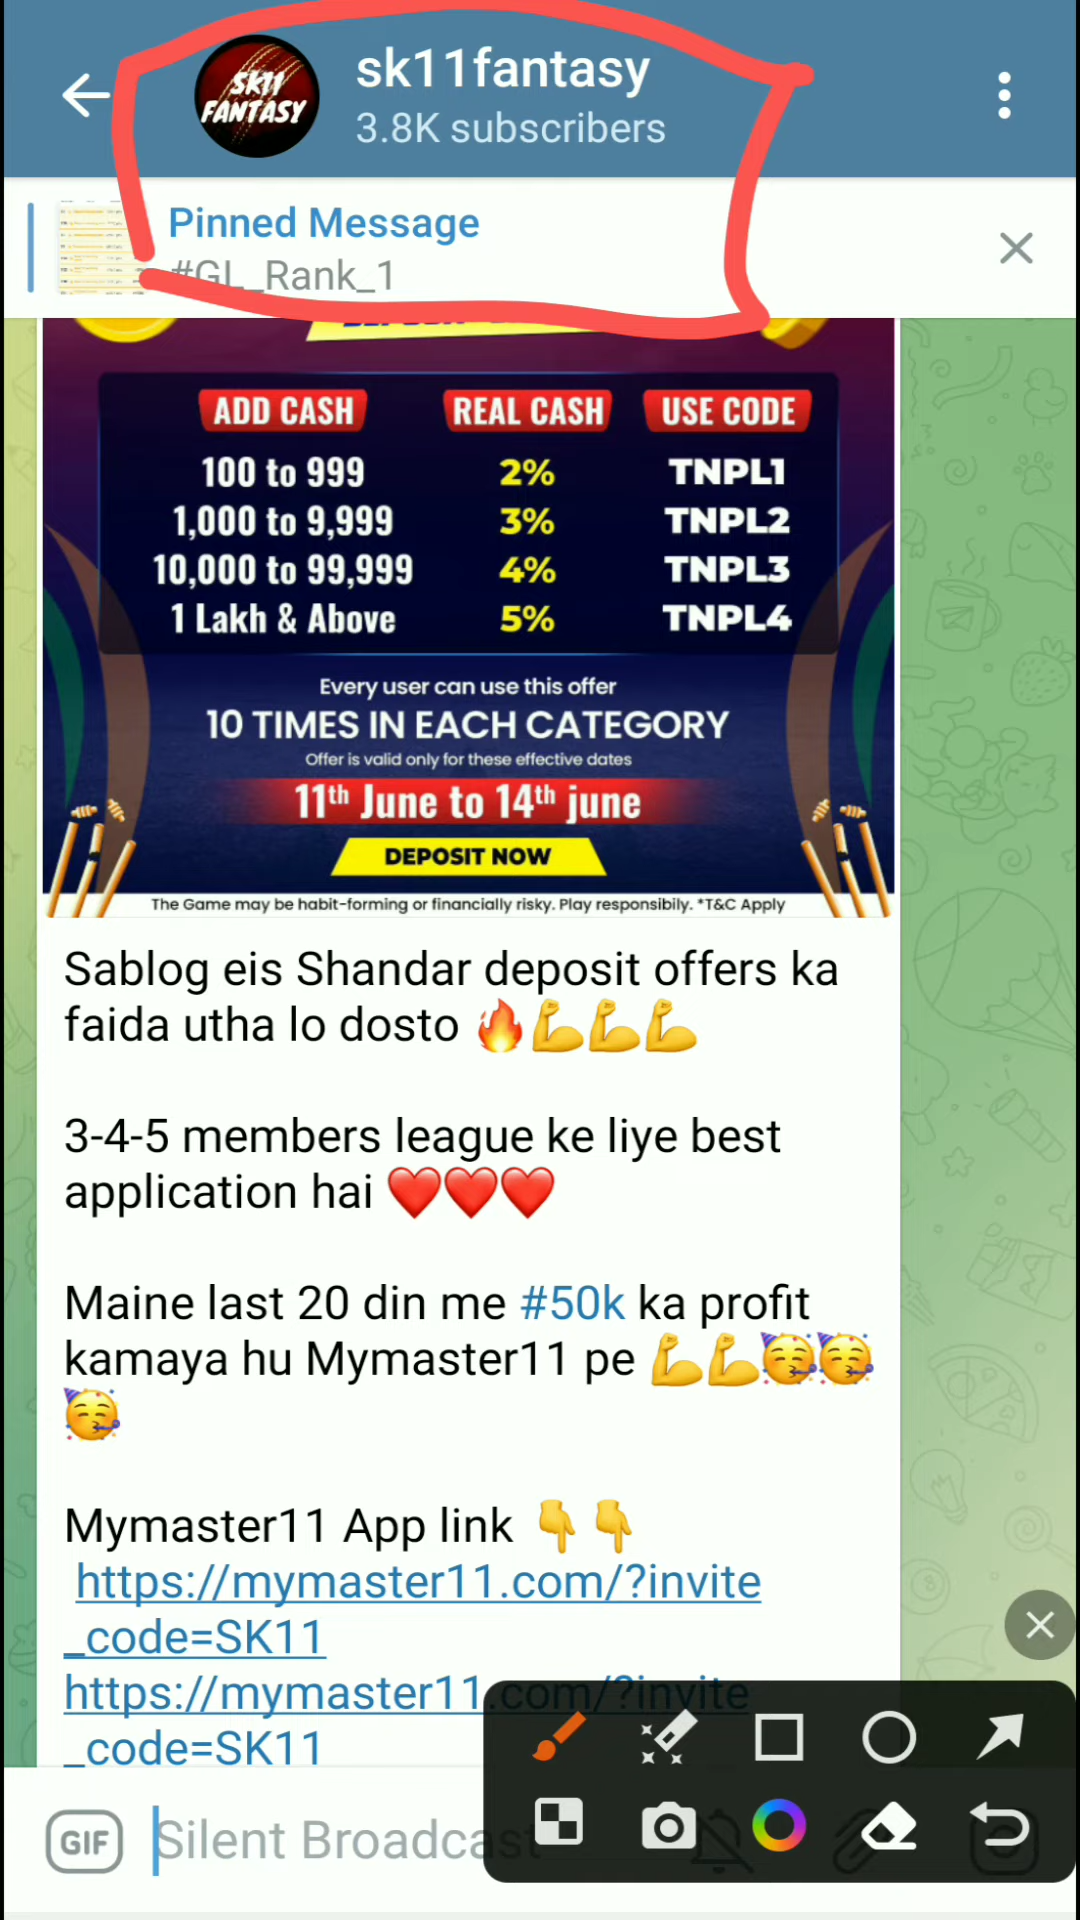 SK11
FANTASY
sk11fantasy
3.8K subscribers
Pinned Message
#GL_Rank_1
ADD CASH REAL CASH USE CODE
100 to 999 2% TNPL1
1,000 to 9,999 3% TNPL2
10,000 to 99,999 4% TNPL3
1 Lakh & Above 5% TNPL4
Every user can use this offer
10 TIMES IN EACH CATEGORY
Offer is valid only for these effective dates
11th June to 14th june
DEPOSIT NOW
The Game may be habit-forming or financially risky. Play responsibily. *T&C Apply
Sablog eis Shandar deposit offers ka
faida utha lo dosto 🔥💪💪💪
3-4-5 members league ke liye best
application hai ❤️❤️❤️
Maine last 20 din me #50k ka profit
kamaya hu Mymaster11 pe 💪💪🥳🥳
🥳
Mymaster11 App link 👇👇
https://mymaster11.com/?invite
_code=SK11
https://mymaster11.com/?invite
_code=SK11
GIF Silent Broadcast